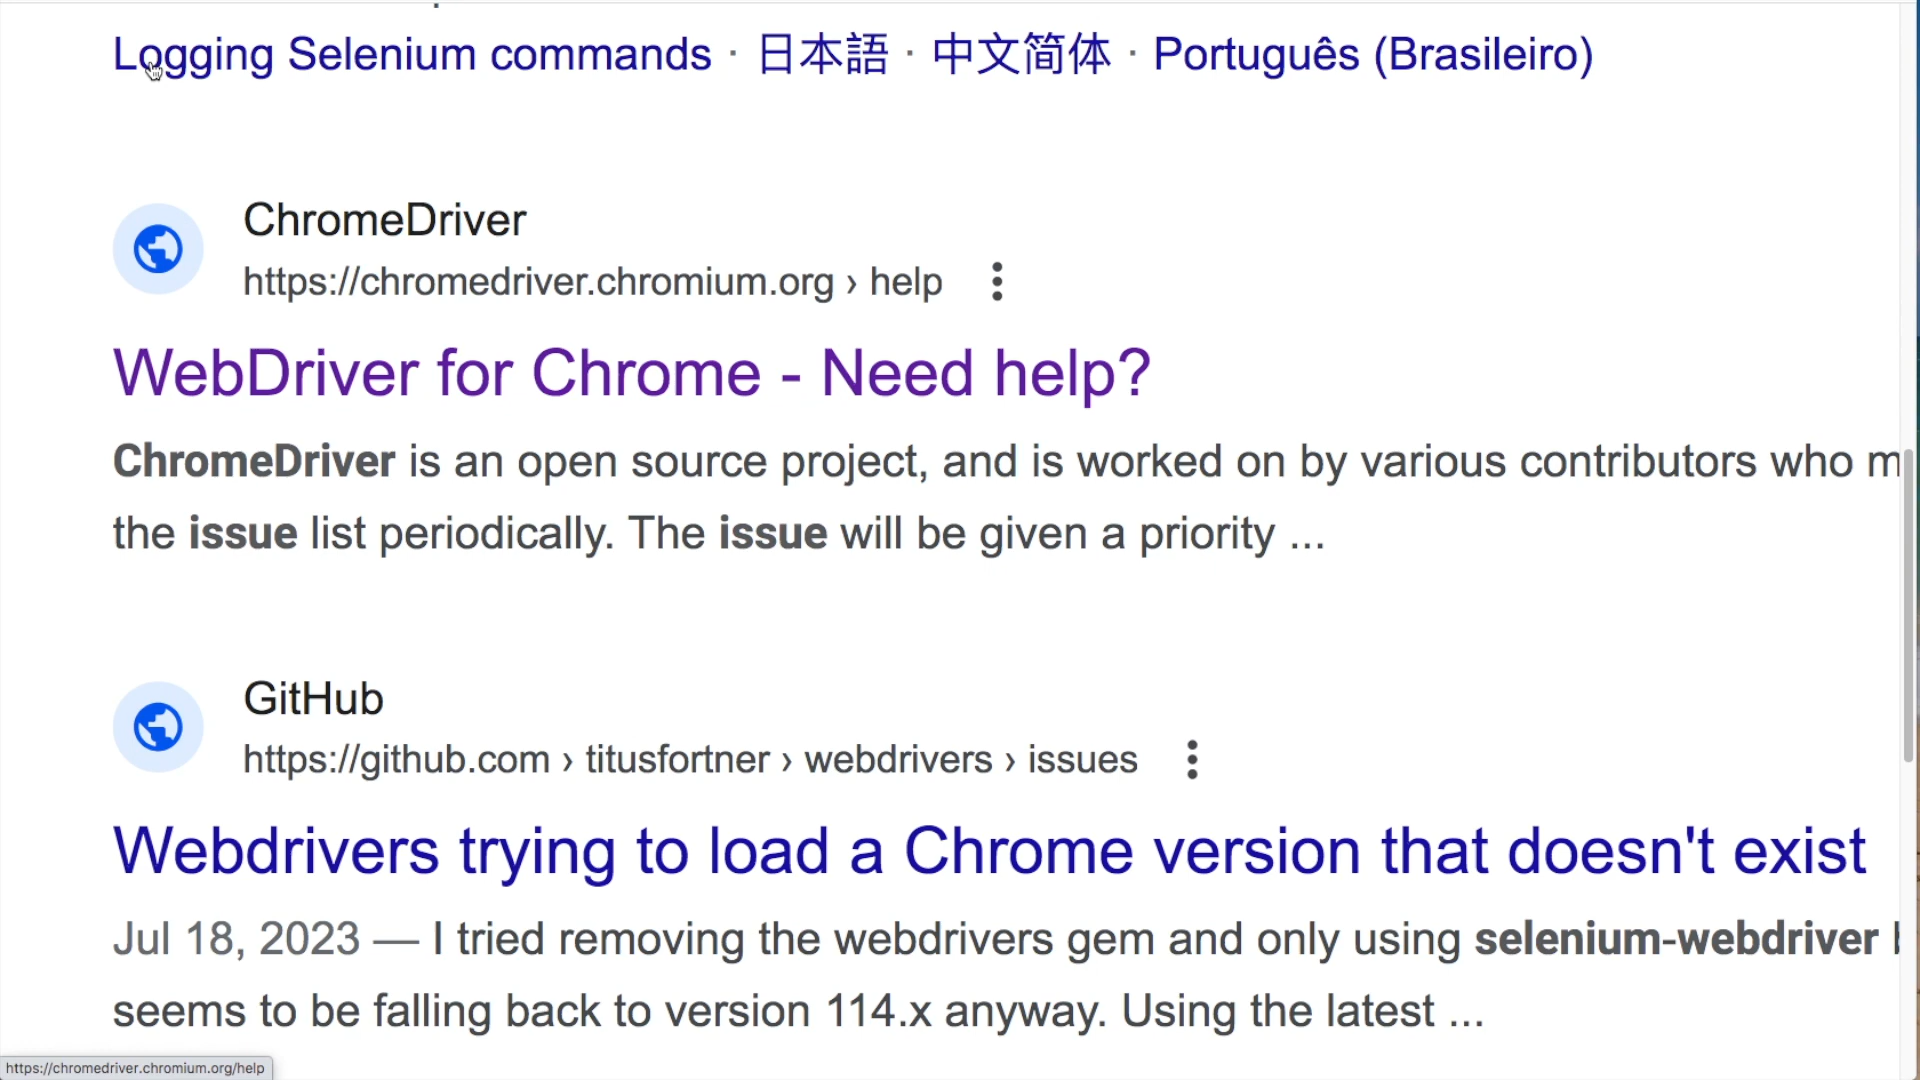 Logging Selenium commands · 日本語 · 中文简体 · Português (Brasileiro)
ChromeDriver
https://chromedriver.chromium.org › help
WebDriver for Chrome - Need help?
ChromeDriver is an open source project, and is worked on by various contributors who
the issue list periodically. The issue will be given a priority ...
GitHub
https://github.com › titusfortner › webdrivers › issues
Webdrivers trying to load a Chrome version that doesn't exist
Jul 18, 2023 — I tried removing the webdrivers gem and only using selenium-webdriver
seems to be falling back to version 114.x anyway. Using the latest ...
https://chromedriver.chromium.org/help